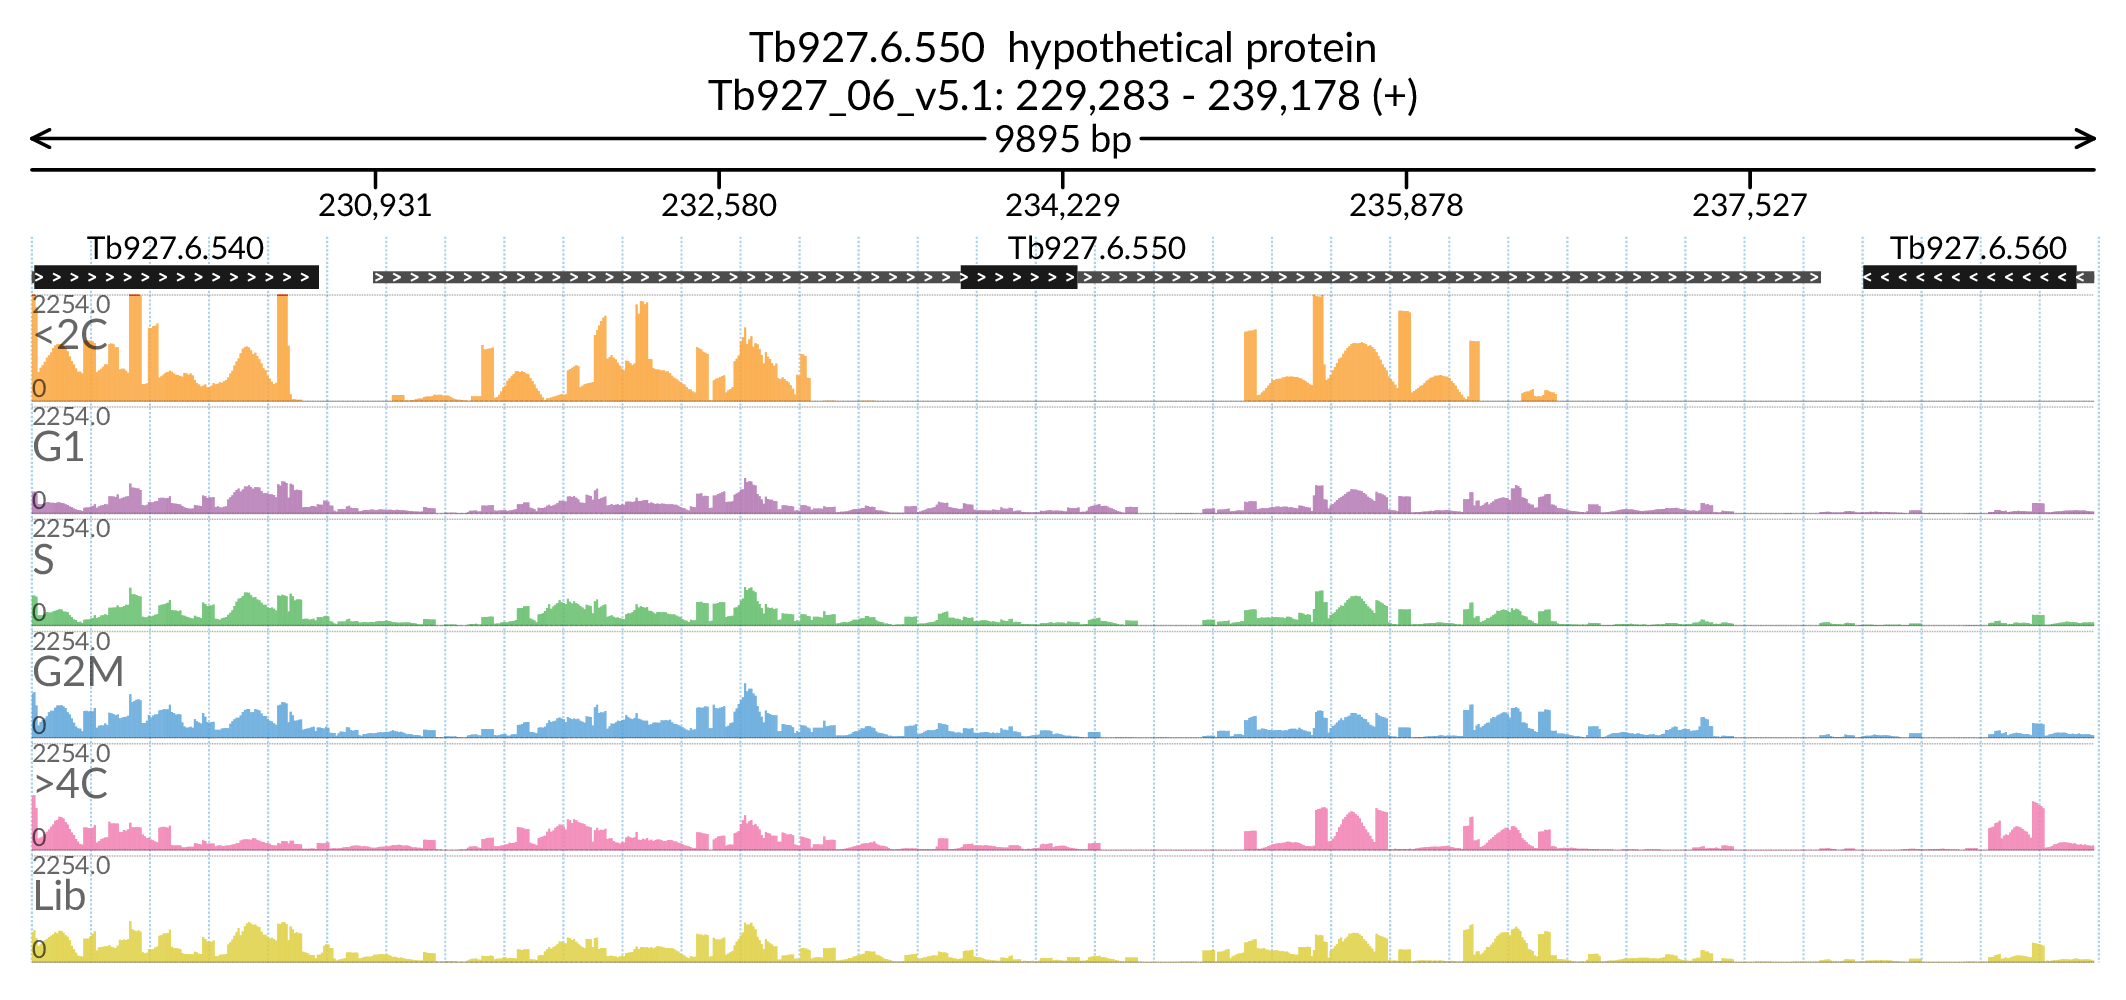 Tb927.6.550  hypothetical protein
Tb927_06_v5.1: 229,283 - 239,178 (+)
9895 bp
230,931 232,580 234,229 235,878 237,527
Tb927.6.540 Tb927.6.550 Tb927.6.560
2254.0
<2C
0
2254.0
G1
0
2254.0
S
0
2254.0
G2M
0
2254.0
>4C
0
2254.0
Lib
0